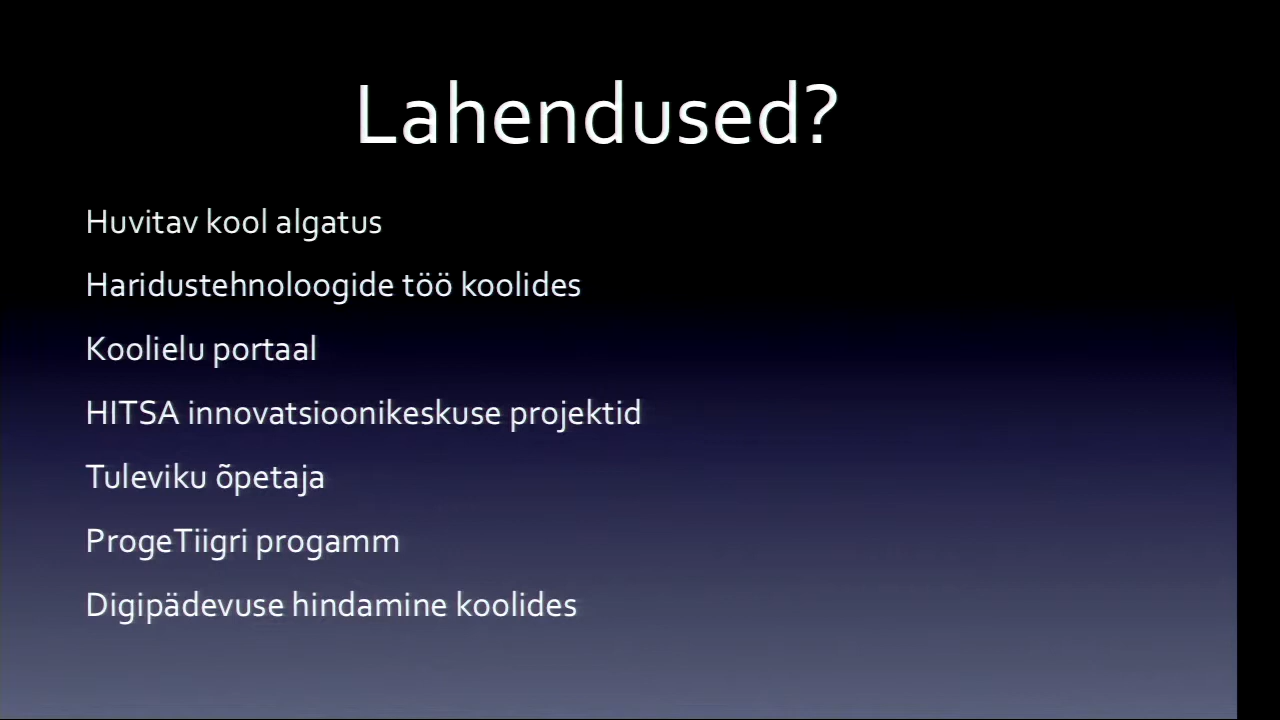 Lahendused?
Huvitav kool algatus
Haridustehnoloogide töö koolides
Koolielu portaal
HITSA innovatsioonikeskuse projektid
Tuleviku õpetaja
ProgeTiigri progamm
Digipädevuse hindamine koolides